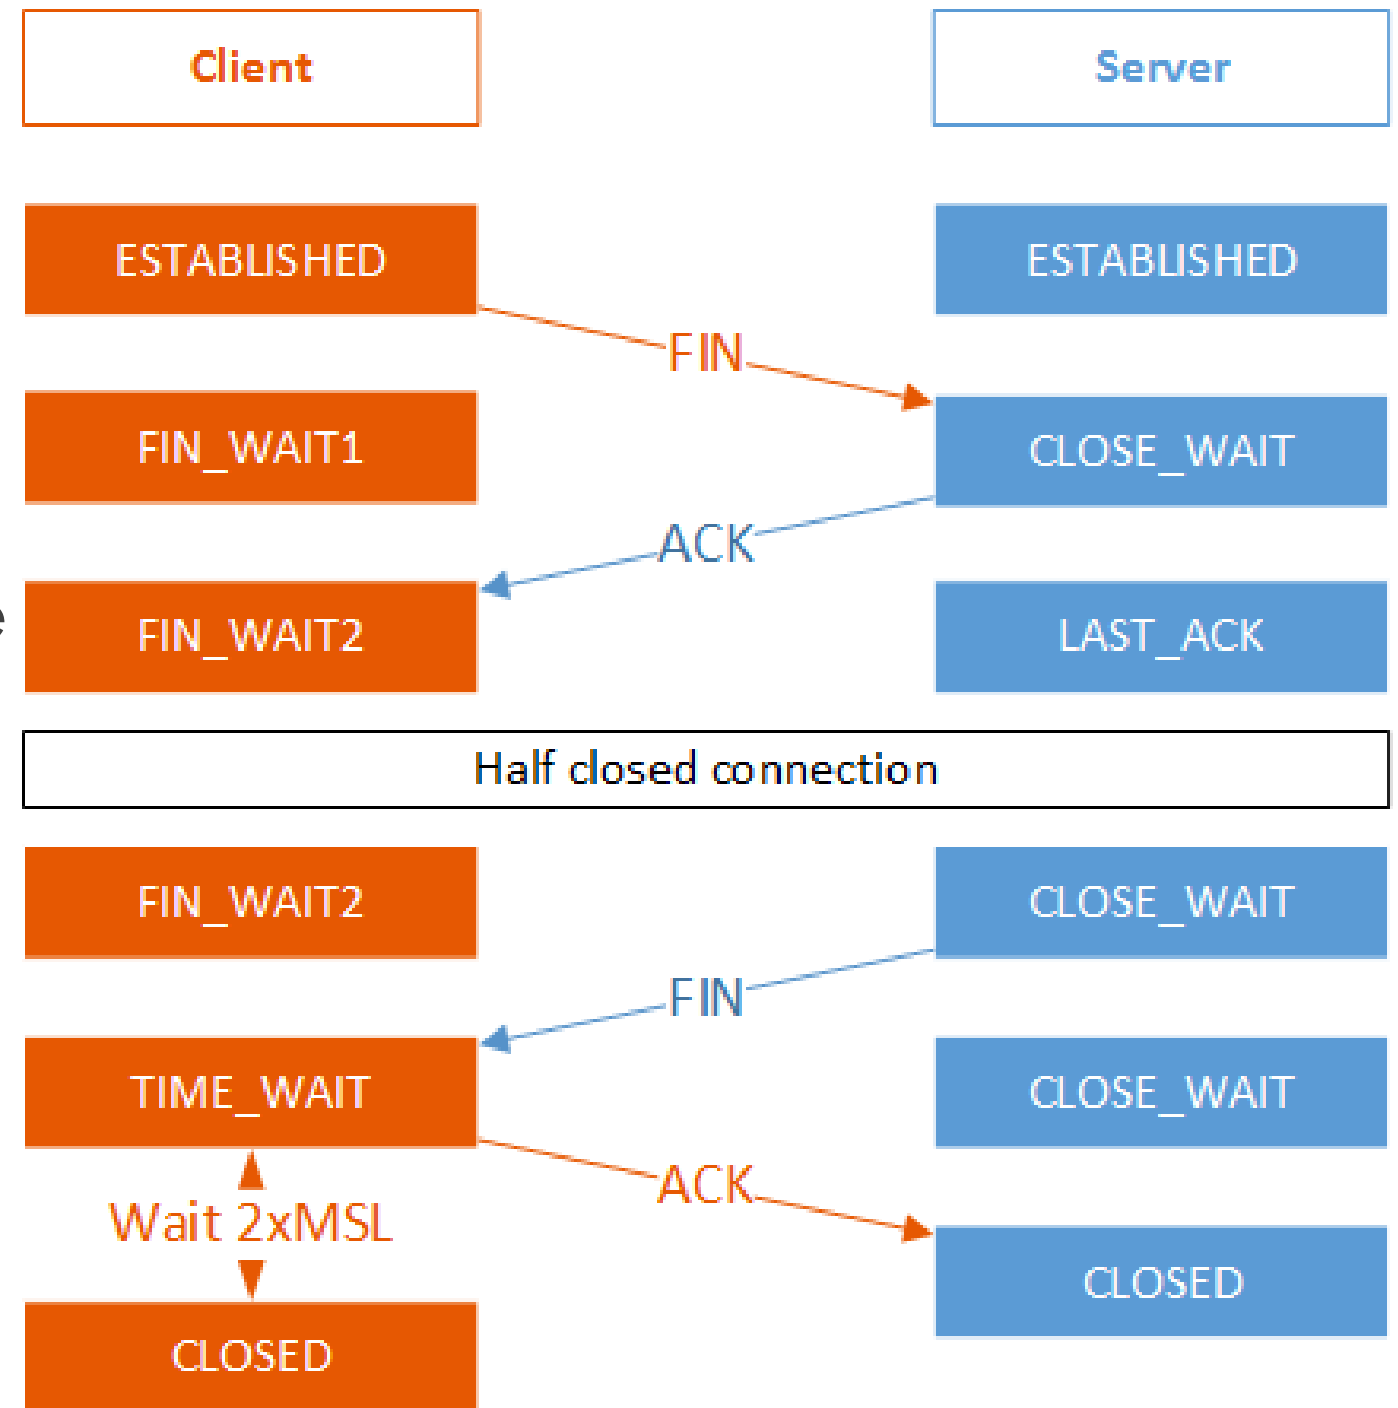 Client
Server
ESTABLISHED
ESTABLISHED
FIN
FIN_WAIT1
CLOSE_WAIT
ACK
FIN_WAIT2
LAST_ACK
Half closed connection
FIN_WAIT2
CLOSE_WAIT
FIN
TIME_WAIT
CLOSE_WAIT
ACK
Wait 2xMSL
CLOSED
CLOSED